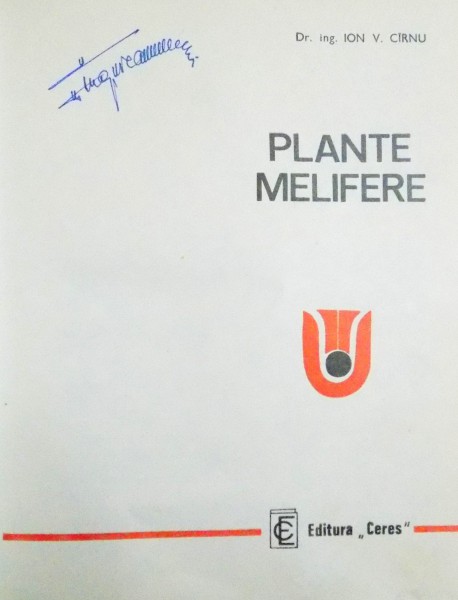 Dr. ing. ION V. CÎRNU
PLANTE
MELIFERE
Editura „Ceres"